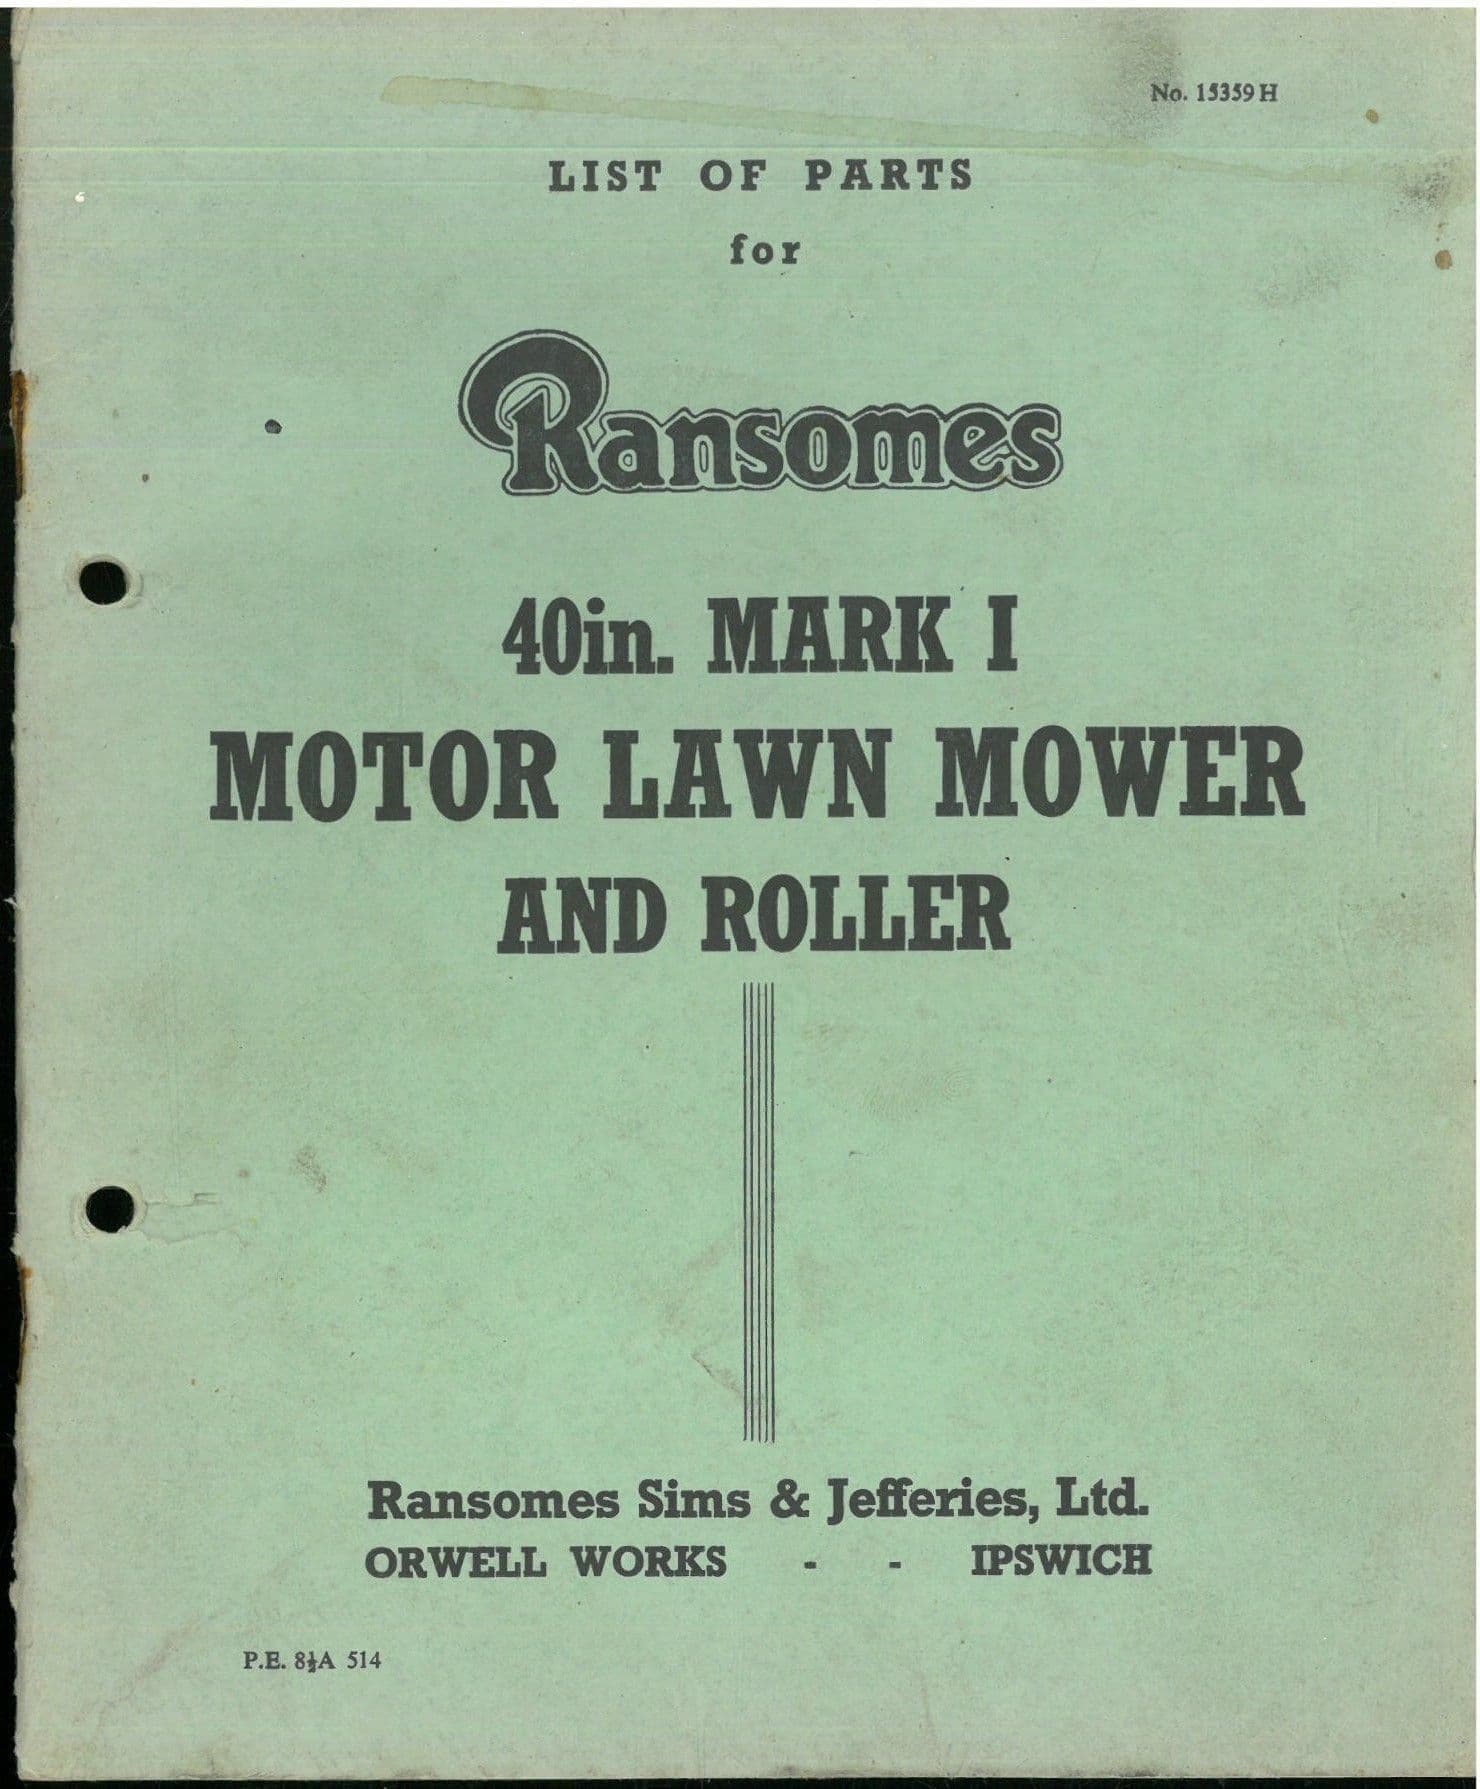 No. 15359 H
LIST OF PARTS
for
Ransomes
40in. MARK I
MOTOR LAWN MOWER
AND ROLLER
Ransomes Sims & Jefferies, Ltd.
ORWELL WORKS - - IPSWICH
P.E. 8½A 514